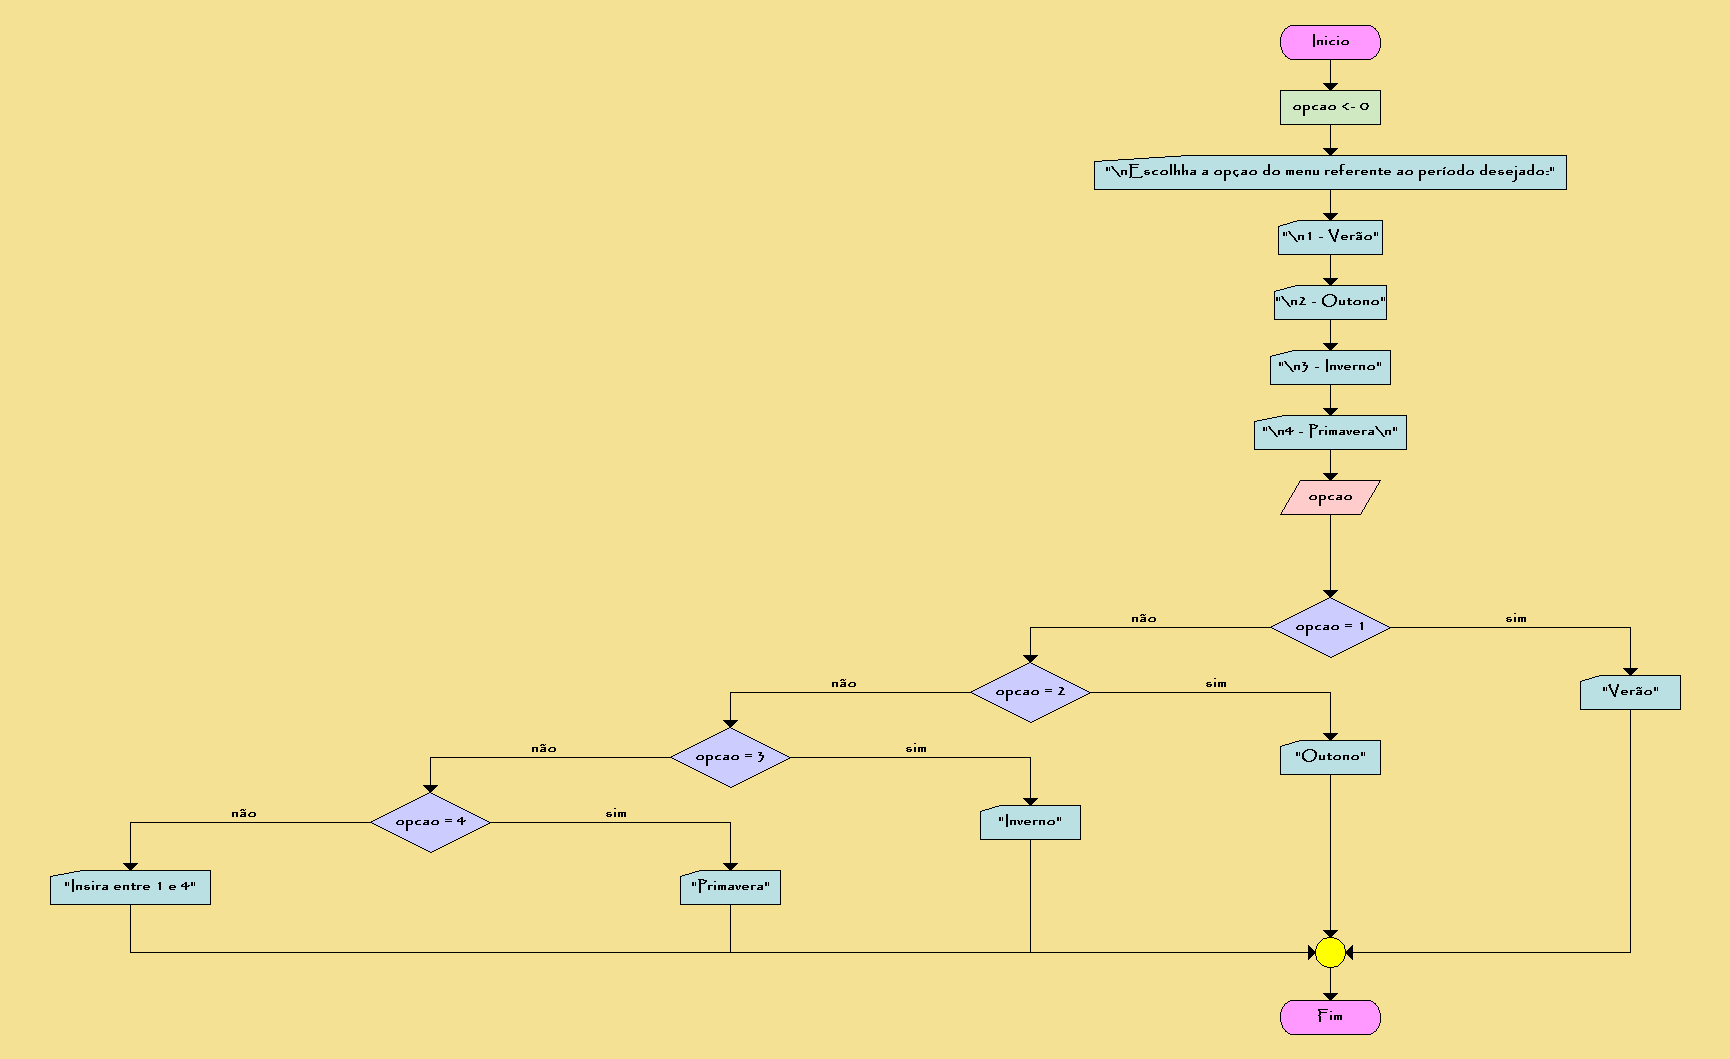 Inicio
opcao <- 0
"\nEscolhha a opçao do menu referente ao período desejado:"
"\n1 - Verão"
"\n2 - Outono"
"\n3 - Inverno"
"\n4 - Primavera\n"
opcao
não
opcao = 1
sim
não
opcao = 2
sim
"Verão"
não
opcao = 3
sim
"Outono"
não
opcao = 4
sim
"Inverno"
"Insira entre 1 e 4"
"Primavera"
Fim